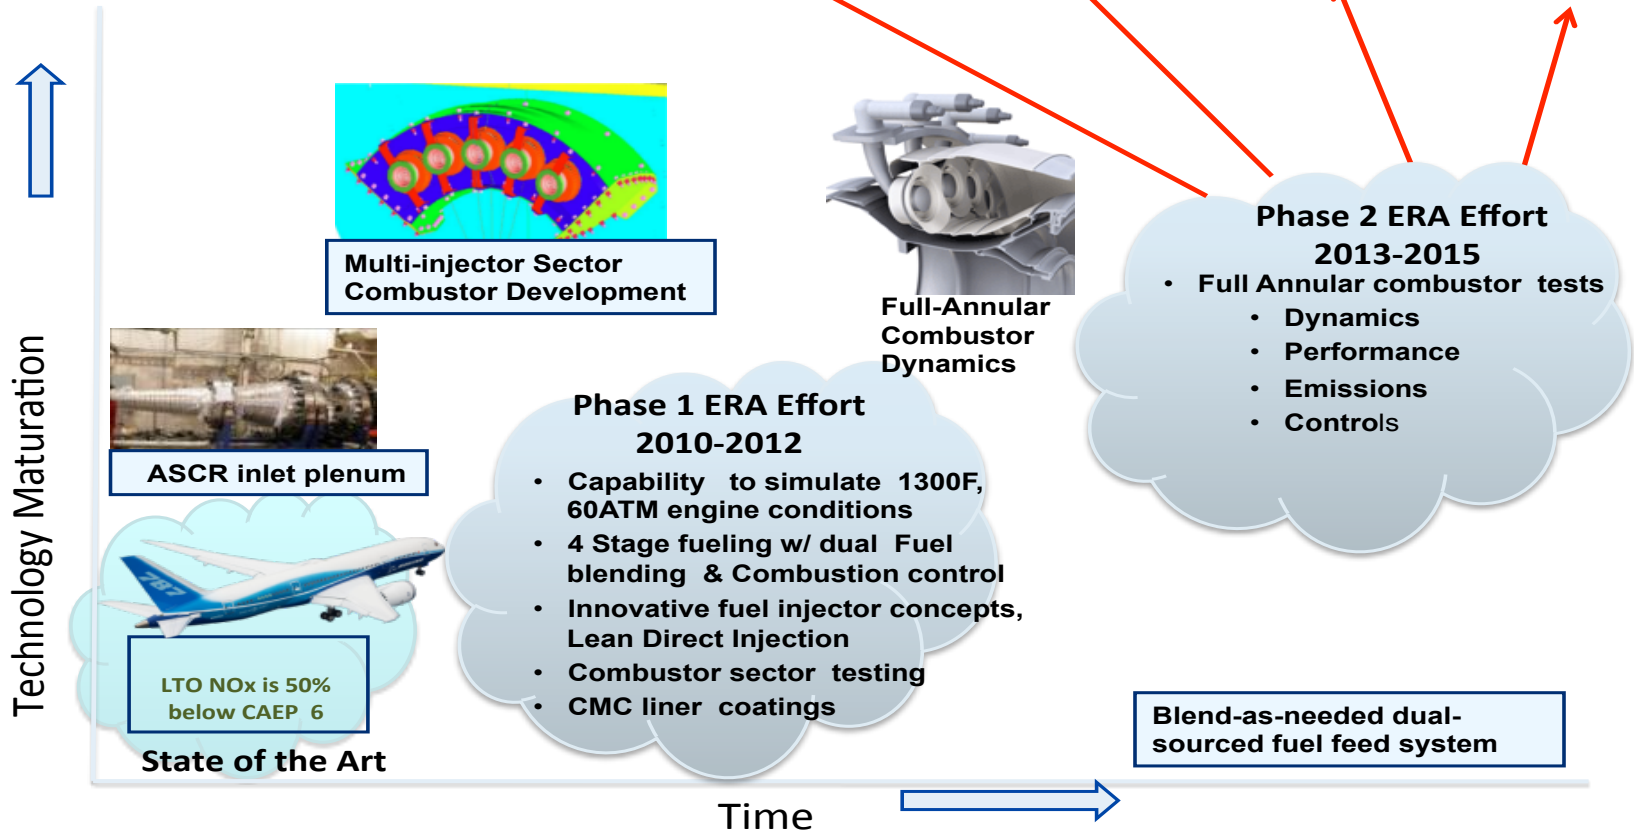 Technology Maturation
Multi-injector Sector
Combustor Development
Full-Annular
Combustor
Dynamics
Phase 2 ERA Effort
2013-2015
• Full Annular combustor tests
• Dynamics
• Performance
• Emissions
• Controls
ASCR inlet plenum
787
LTO NOx is 50%
below CAEP 6
State of the Art
Phase 1 ERA Effort
2010-2012
• Capability to simulate 1300F,
60ATM engine conditions
• 4 Stage fueling w/ dual Fuel
blending & Combustion control
• Innovative fuel injector concepts,
Lean Direct Injection
• Combustor sector testing
• CMC liner coatings
Blend-as-needed dual-
sourced fuel feed system
Time